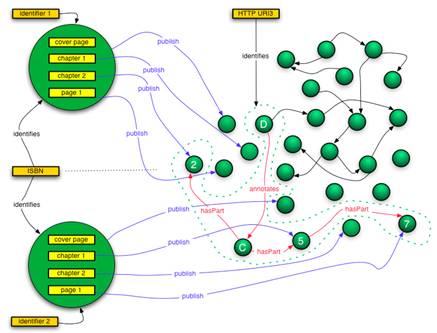 identifier 1
HTTP URI3
cover page
chapter 1
chapter 2
page 1
publish
publish
publish
publish
identifies
identifies
D
ISBN
2
annotates
identifies
hasPart
C
hasPart
5
hasPart
7
cover page
chapter 1
chapter 2
page 1
publish
publish
publish
publish
identifier 2